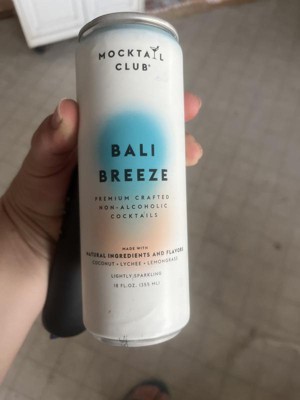 MOCKTAIL
CLUB
BALI
BREEZE
PREMIUM CRAFTED
NON-ALCOHOLIC
COCKTAILS
MADE WITH
NATURAL INGREDIENTS AND FLAVORS
COCONUT • LYCHEE • LEMONGRASS
LIGHTLY SPARKLING